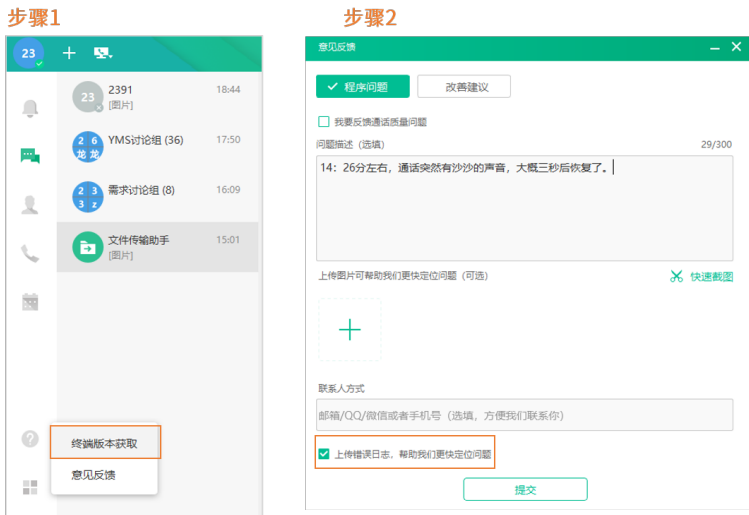 步骤1
步骤2
23
2391
18:44
23
[图片]
2 6
龙 龙
YMS讨论组 (36)
17:50
2 3
3 z
需求讨论组 (8)
16:09
文件传输助手
15:01
[图片]
终端版本获取
意见反馈
意见反馈
程序问题
改善建议
我要反馈通话质量问题
问题描述（选填）
29/300
14：26分左右，通话突然有沙沙的声音，大概三秒后恢复了。
上传图片可帮助我们更快定位问题（可选）
快速截图
联系人方式
邮箱/QQ/微信或者手机号（选填，方便我们联系你）
上传错误日志，帮助我们更快定位问题
提交